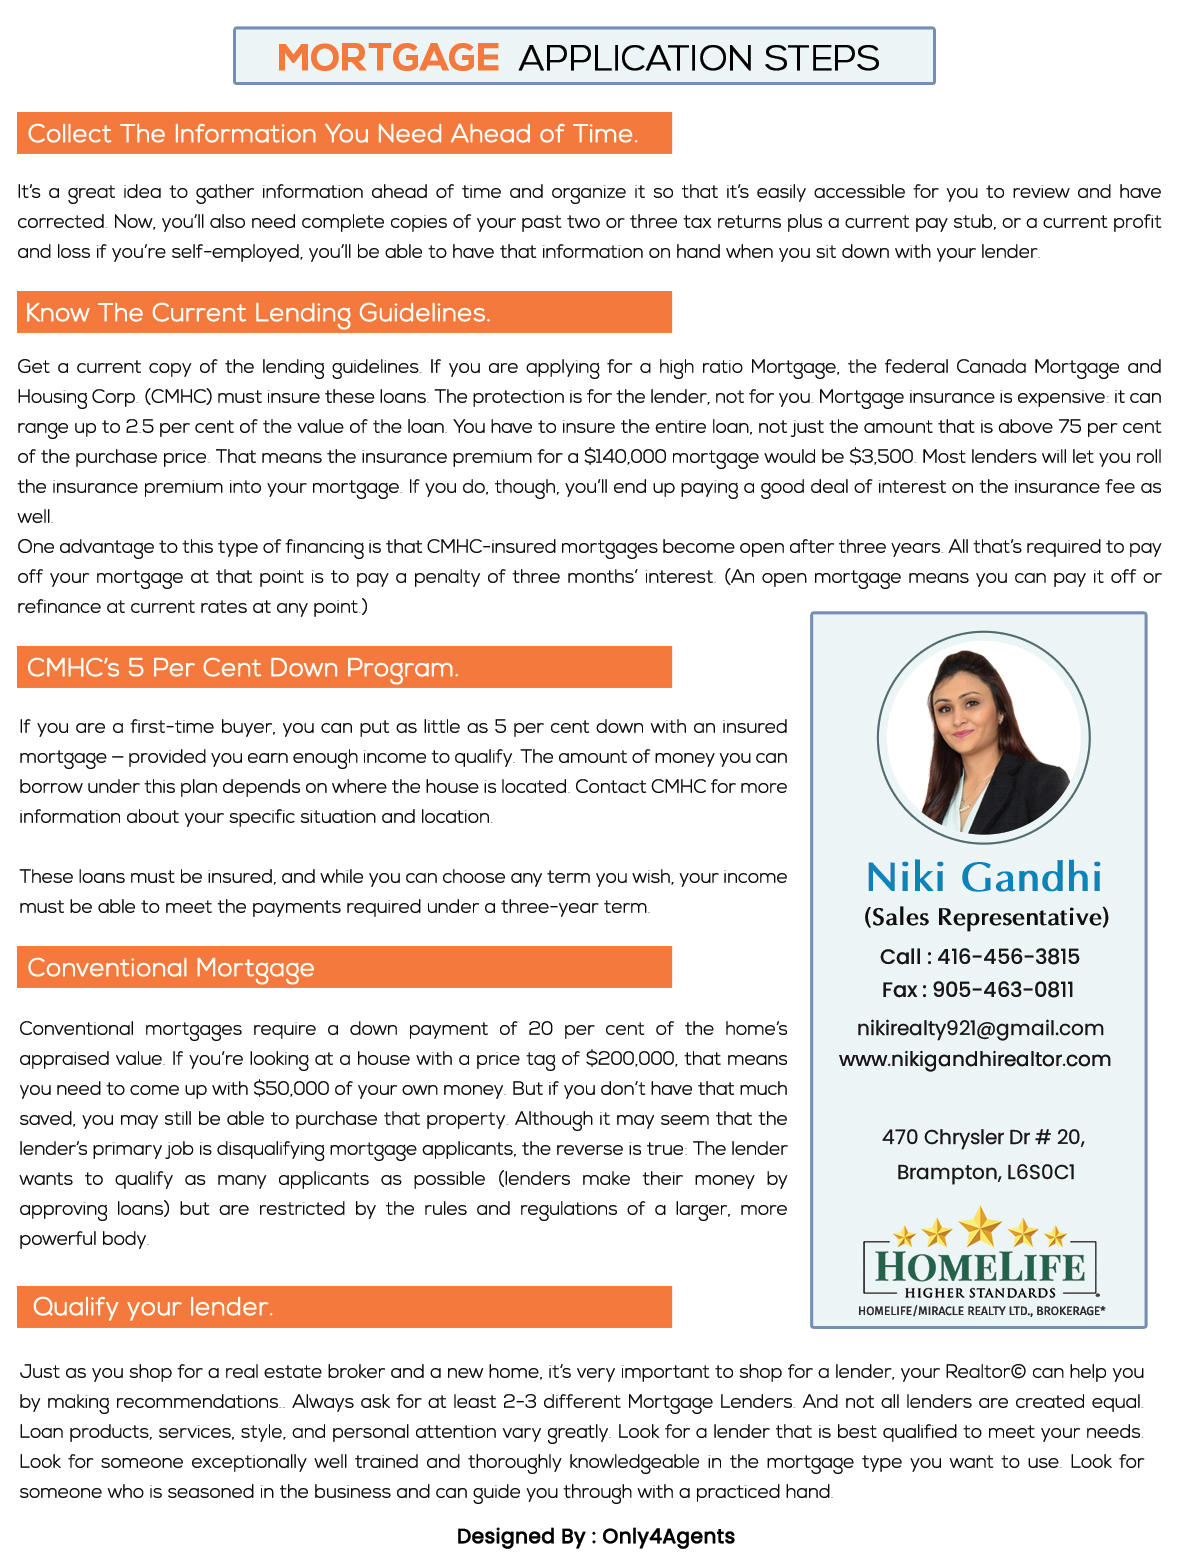 MORTGAGE APPLICATION STEPS
Collect The Information You Need Ahead of Time.
It's a great idea to gather information ahead of time and organize it so that it's easily accessible for you to review and have
corrected. Now, you'll also need complete copies of your past two or three tax returns plus a current pay stub, or a current profit
and loss if you're self-employed, you'll be able to have that information on hand when you sit down with your lender.
Know The Current Lending Guidelines.
Get a current copy of the lending guidelines. If you are applying for a high ratio Mortgage, the federal Canada Mortgage and
Housing Corp. (CMHC) must insure these loans. The protection is for the lender, not for you. Mortgage insurance is expensive: it can
range up to 2.5 per cent of the value of the loan. You have to insure the entire loan, not just the amount that is above 75 per cent
of the purchase price. That means the insurance premium for a $140,000 mortgage would be $3,500. Most lenders will let you roll
the insurance premium into your mortgage. If you do, though, you'll end up paying a good deal of interest on the insurance fee as
well.
One advantage to this type of financing is that CMHC-insured mortgages become open after three years. All that's required to pay
off your mortgage at that point is to pay a penalty of three months' interest. (An open mortgage means you can pay it off or
refinance at current rates at any point.)
CMHC's 5 Per Cent Down Program.
If you are a first-time buyer, you can put as little as 5 per cent down with an insured
mortgage – provided you earn enough income to qualify. The amount of money you can
borrow under this plan depends on where the house is located. Contact CMHC for more
information about your specific situation and location.
These loans must be insured, and while you can choose any term you wish, your income
must be able to meet the payments required under a three-year term.
Conventional Mortgage
Conventional mortgages require a down payment of 20 per cent of the home's
appraised value. If you're looking at a house with a price tag of $200,000, that means
you need to come up with $50,000 of your own money. But if you don't have that much
saved, you may still be able to purchase that property. Although it may seem that the
lender's primary job is disqualifying mortgage applicants, the reverse is true: The lender
wants to qualify as many applicants as possible (lenders make their money by
approving loans) but are restricted by the rules and regulations of a larger, more
powerful body.
Niki Gandhi
(Sales Representative)
Call : 416-456-3815
Fax : 905-463-0811
nikirealty921@gmail.com
www.nikigandhirealtor.com
470 Chrysler Dr # 20,
Brampton, L6S0C1
HOMELIFE
HIGHER STANDARDS
HOMELIFE/MIRACLE REALTY LTD., BROKERAGE*
Qualify your lender.
Just as you shop for a real estate broker and a new home, it's very important to shop for a lender, your Realtor© can help you
by making recommendations.. Always ask for at least 2-3 different Mortgage Lenders. And not all lenders are created equal.
Loan products, services, style, and personal attention vary greatly. Look for a lender that is best qualified to meet your needs.
Look for someone exceptionally well trained and thoroughly knowledgeable in the mortgage type you want to use. Look for
someone who is seasoned in the business and can guide you through with a practiced hand.
Designed By : Only4Agents